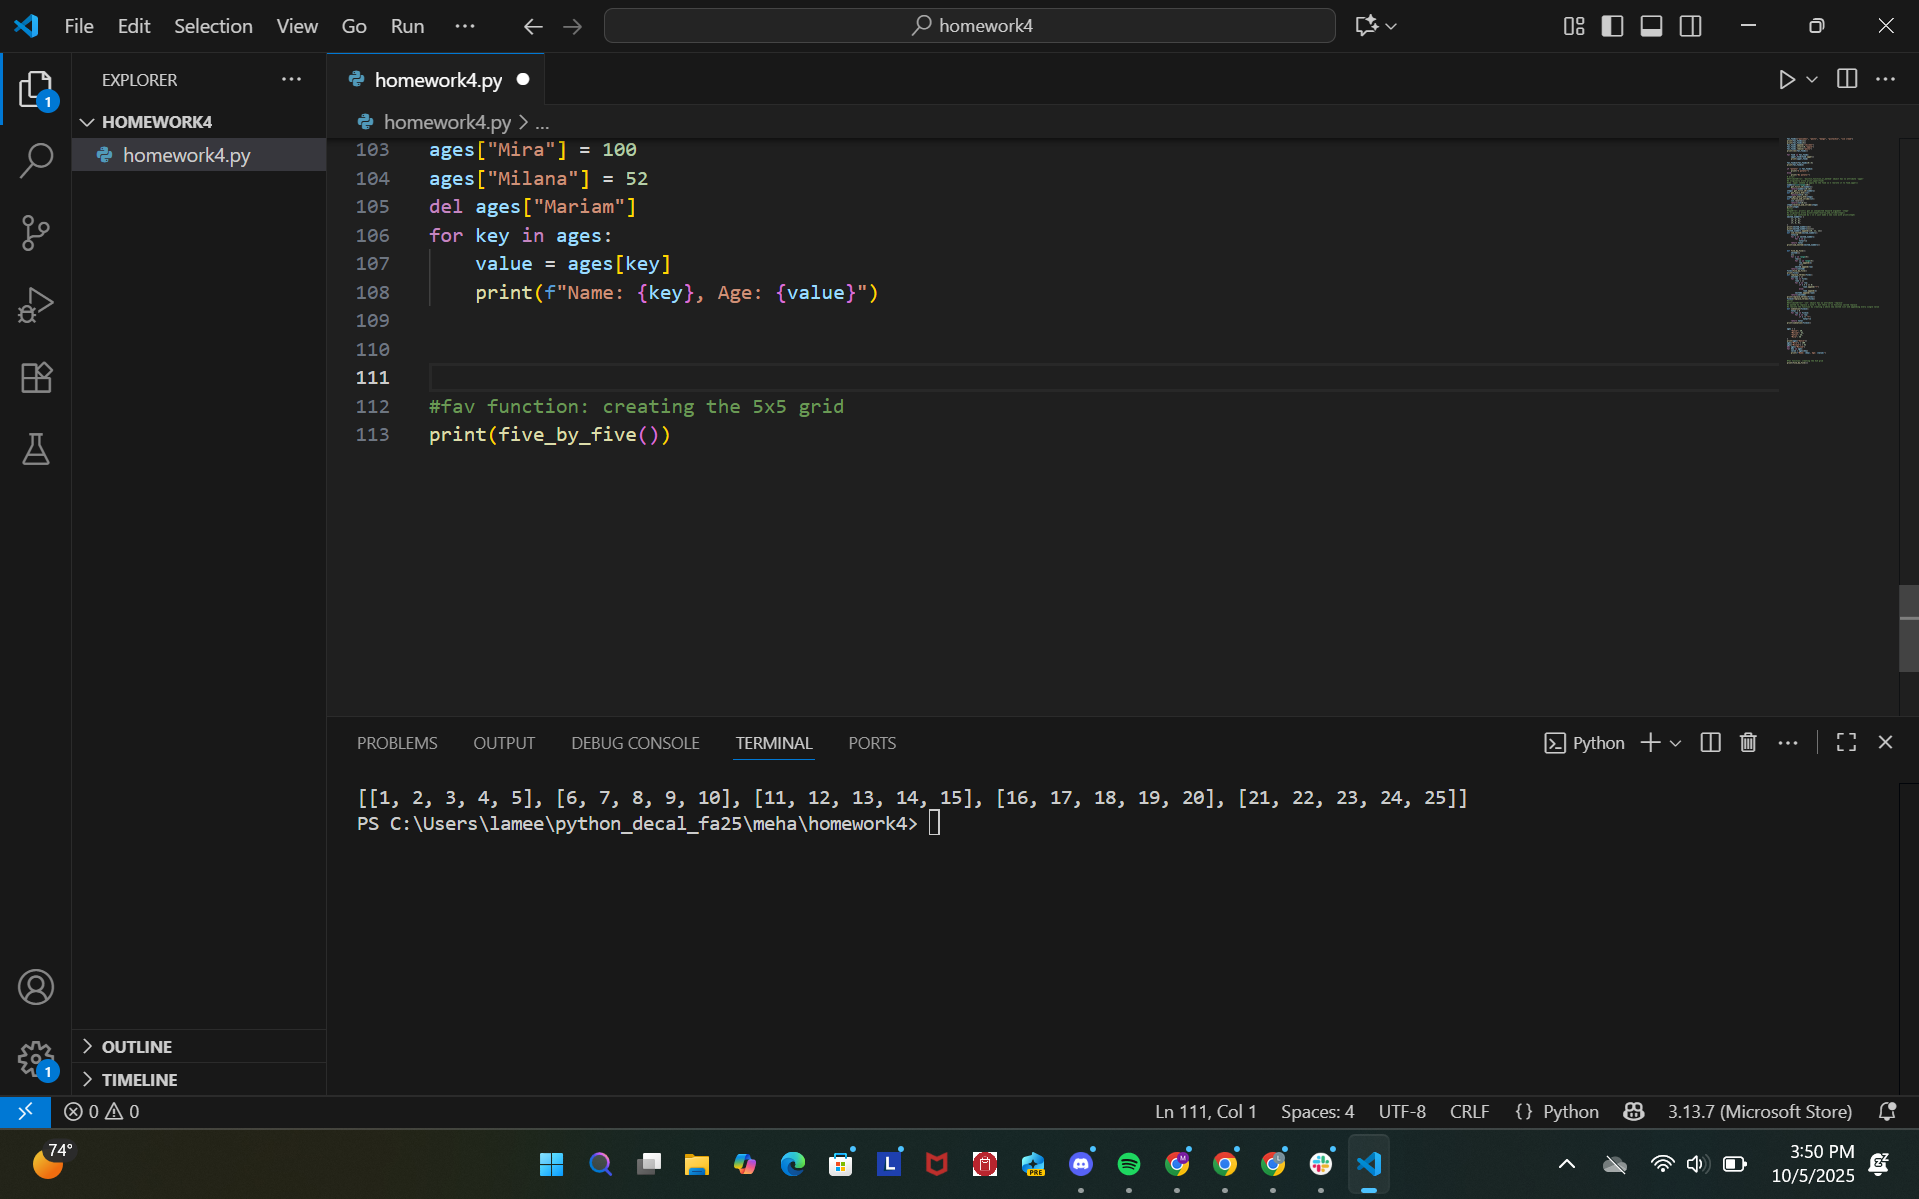 File Edit Selection View Go Run ...
homework4
EXPLORER ...
homework4.py
HOMEWORK4
homework4.py
homework4.py > ...
103 ages["Mira"] = 100
104 ages["Milana"] = 52
105 del ages["Mariam"]
106 for key in ages:
107 value = ages[key]
108 print(f"Name: {key}, Age: {value}")
109
110
111
112 #fav function: creating the 5x5 grid
113 print(five_by_five())
PROBLEMS OUTPUT DEBUG CONSOLE TERMINAL PORTS
Python
[[1, 2, 3, 4, 5], [6, 7, 8, 9, 10], [11, 12, 13, 14, 15], [16, 17, 18, 19, 20], [21, 22, 23, 24, 25]]
PS C:\Users\lamee\python_decal_fa25\meha\homework4>
1
1
OUTLINE
TIMELINE
0 0
Ln 111, Col 1 Spaces: 4 UTF-8 CRLF {} Python 3.13.7 (Microsoft Store)
74°
L
PRE
3:50 PM
10/5/2025